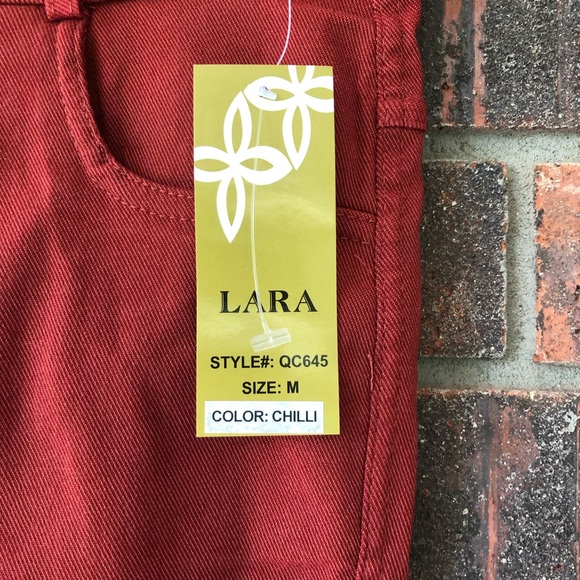 LARA
STYLE#: QC645
SIZE: M
COLOR: CHILLI